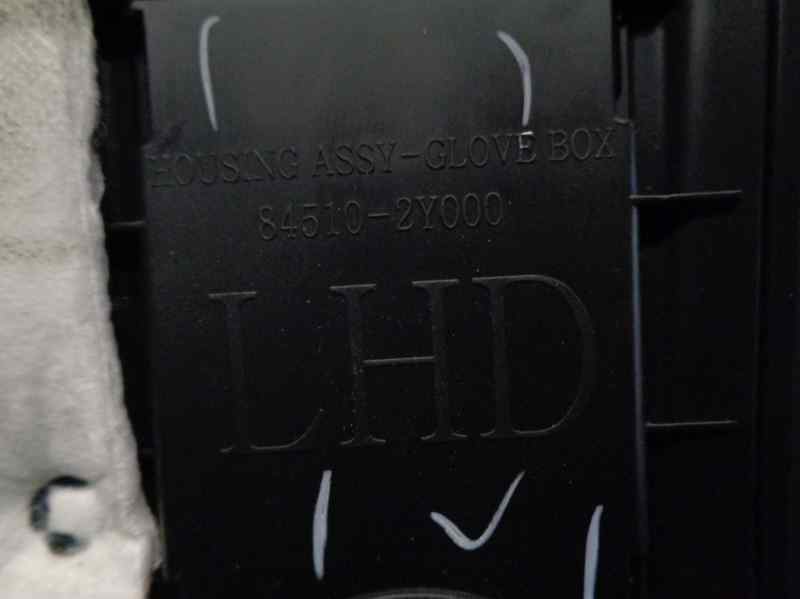 HOUSING ASSY-GLOVE BOX
84510-2Y000
LHD